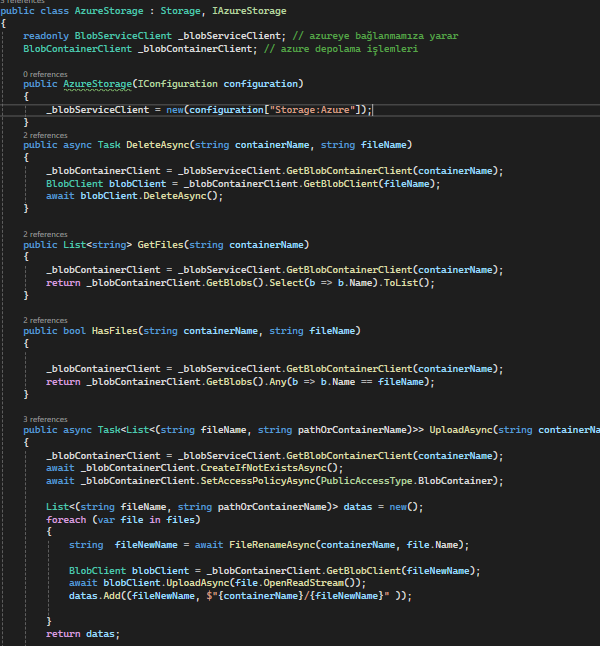 3 references
public class AzureStorage : Storage, IAzureStorage
{
readonly BlobServiceClient _blobServiceClient; // azureye bağlanmamıza yarar
BlobContainerClient _blobContainerClient; // azure depolama işlemleri
0 references
public AzureStorage(IConfiguration configuration)
{
_blobServiceClient = new(configuration["Storage:Azure"]);
}
2 references
public async Task DeleteAsync(string containerName, string fileName)
{
_blobContainerClient = _blobServiceClient.GetBlobContainerClient(containerName);
BlobClient blobClient = _blobContainerClient.GetBlobClient(fileName);
await blobClient.DeleteAsync();
}
2 references
public List<string> GetFiles(string containerName)
{
_blobContainerClient = _blobServiceClient.GetBlobContainerClient(containerName);
return _blobContainerClient.GetBlobs().Select(b => b.Name).ToList();
}
2 references
public bool HasFiles(string containerName, string fileName)
{
_blobContainerClient = _blobServiceClient.GetBlobContainerClient(containerName);
return _blobContainerClient.GetBlobs().Any(b => b.Name == fileName);
}
3 references
public async Task<List<(string fileName, string pathOrContainerName)>> UploadAsync(string containerNa
{
_blobContainerClient = _blobServiceClient.GetBlobContainerClient(containerName);
await _blobContainerClient.CreateIfNotExistsAsync();
await _blobContainerClient.SetAccessPolicyAsync(PublicAccessType.BlobContainer);
List<(string fileName, string pathOrContainerName)> datas = new();
foreach (var file in files)
{
string fileNewName = await FileRenameAsync(containerName, file.Name);
BlobClient blobClient = _blobContainerClient.GetBlobClient(fileNewName);
await blobClient.UploadAsync(file.OpenReadStream());
datas.Add((fileNewName, $"{containerName}/{fileNewName}" ));
}
return datas;